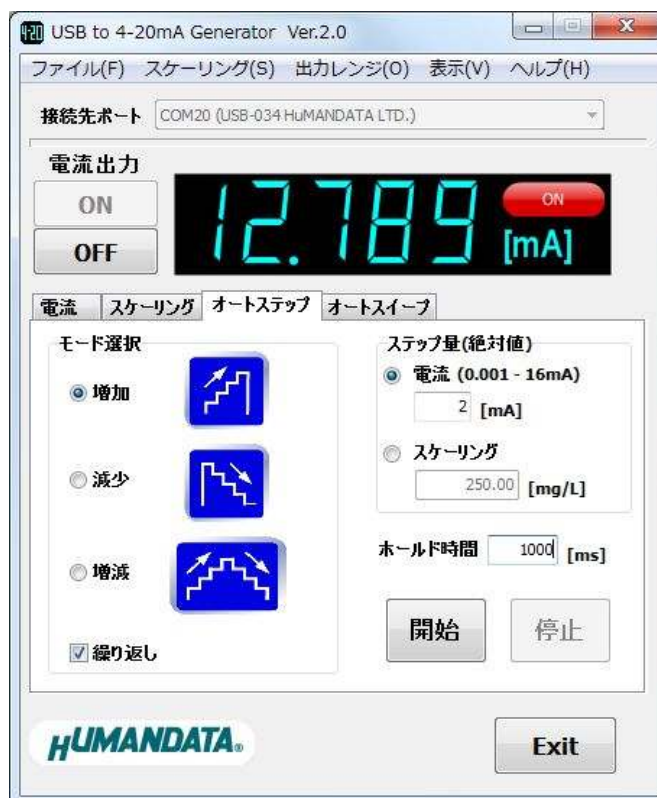 4-20 USB to 4-20mA Generator Ver.2.0
ファイル(F) スケーリング(S) 出力レンジ(O) 表示(V) ヘルプ(H)
接続先ポート COM20 (USB-034 HuMANDATA LTD.)
電流出力
ON
OFF
12.789
ON
[mA]
電流 スケーリング オートステップ オートスイープ
モード選択
増加
減少
増減
繰り返し
ステップ量(絶対値)
電流 (0.001 - 16mA)
2 [mA]
スケーリング
250.00 [mg/L]
ホールド時間 1000 [ms]
開始 停止
HUMANDATA®
Exit